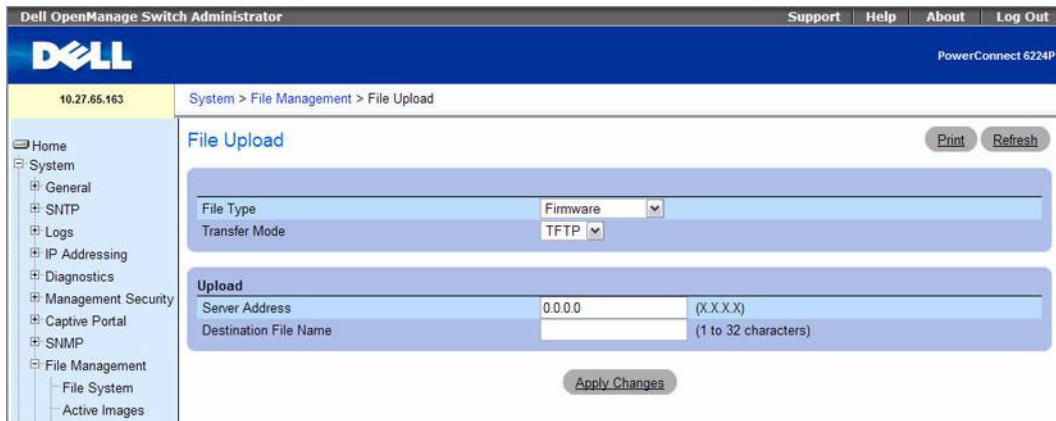 Dell OpenManage Switch Administrator
Support Help About Log Out
DELL
PowerConnect 6224P
10.27.65.163
System > File Management > File Upload
Home
System
General
SNTP
Logs
IP Addressing
Diagnostics
Management Security
Captive Portal
SNMP
File Management
File System
Active Images
File Upload
Print Refresh
File Type Firmware
Transfer Mode TFTP
Upload
Server Address 0.0.0.0 (X.X.X.X)
Destination File Name (1 to 32 characters)
Apply Changes